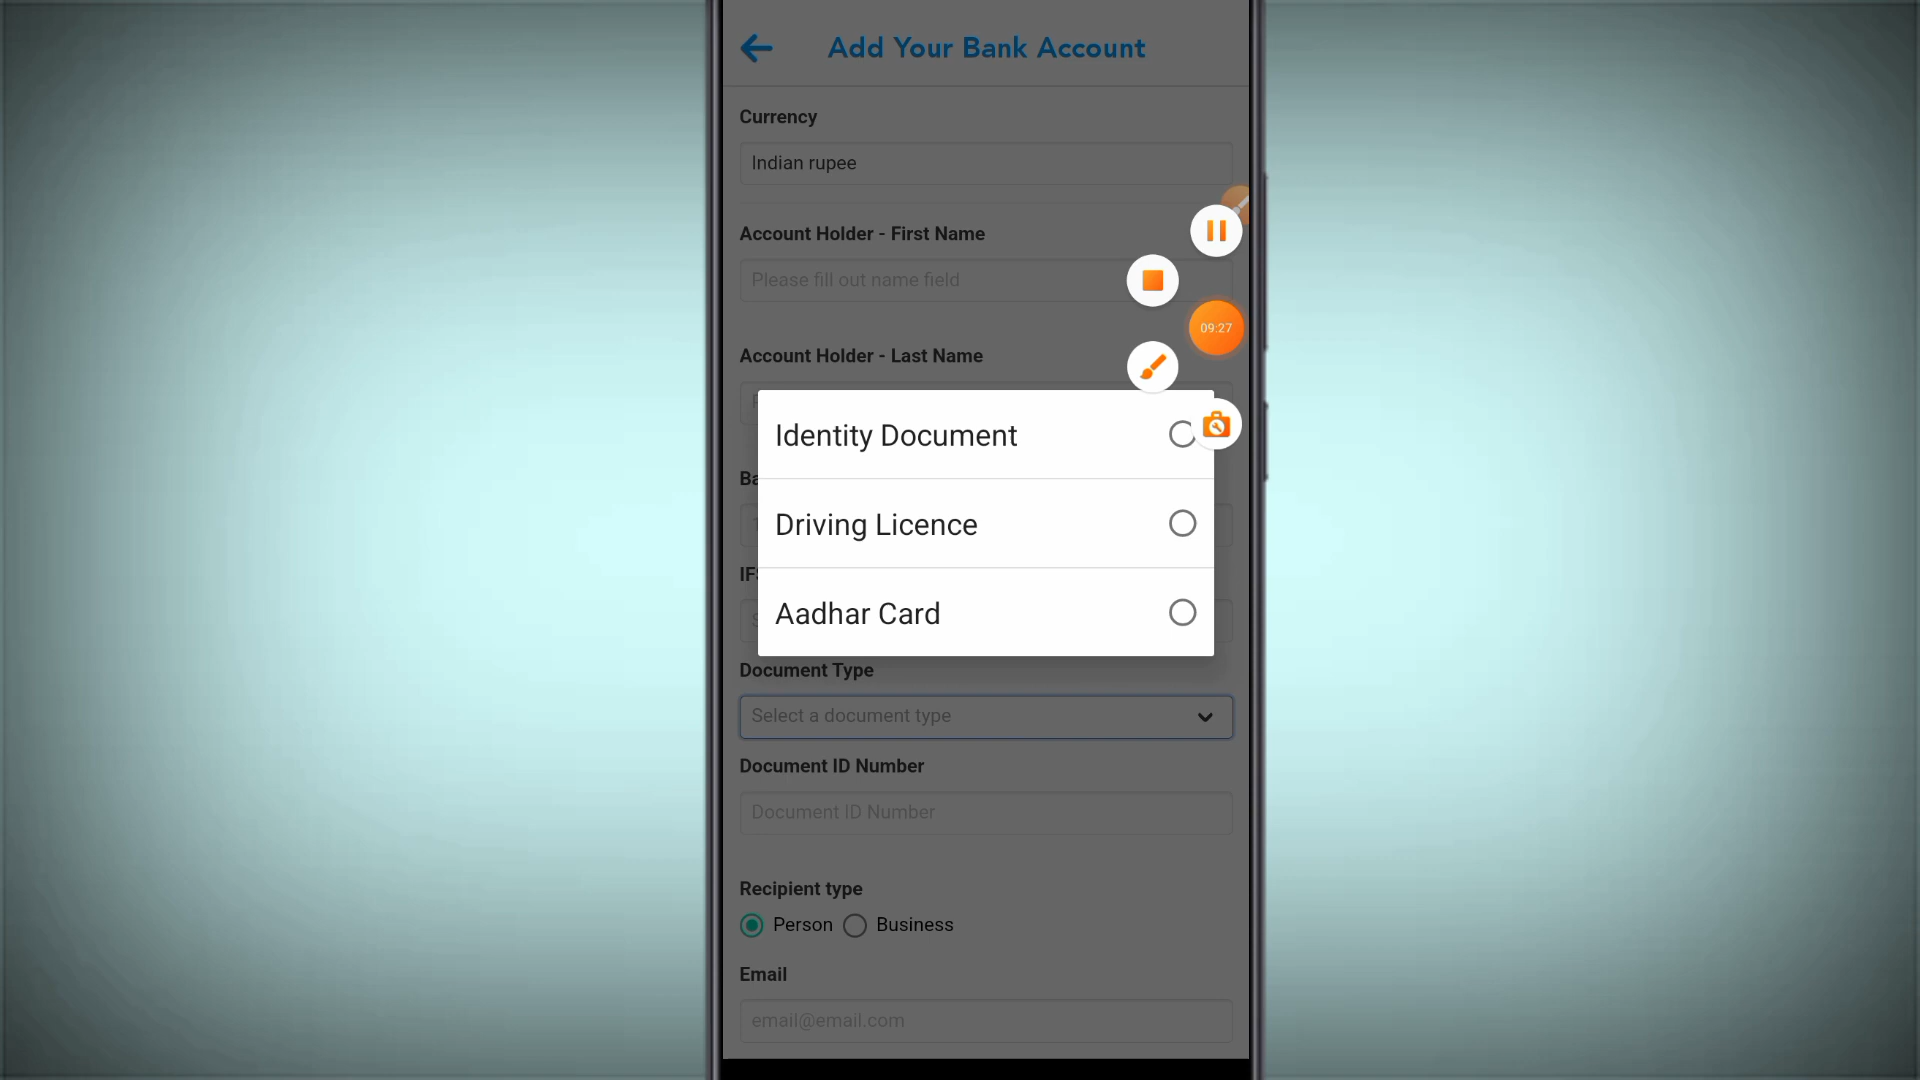 Add Your Bank Account
Currency
Indian rupee
Account Holder - First Name
Please fill out name field
09:27
Account Holder - Last Name
Identity Document
Driving Licence
Aadhar Card
Document Type
Select a document type
Document ID Number
Document ID Number
Recipient type
Person Business
Email
email@email.com